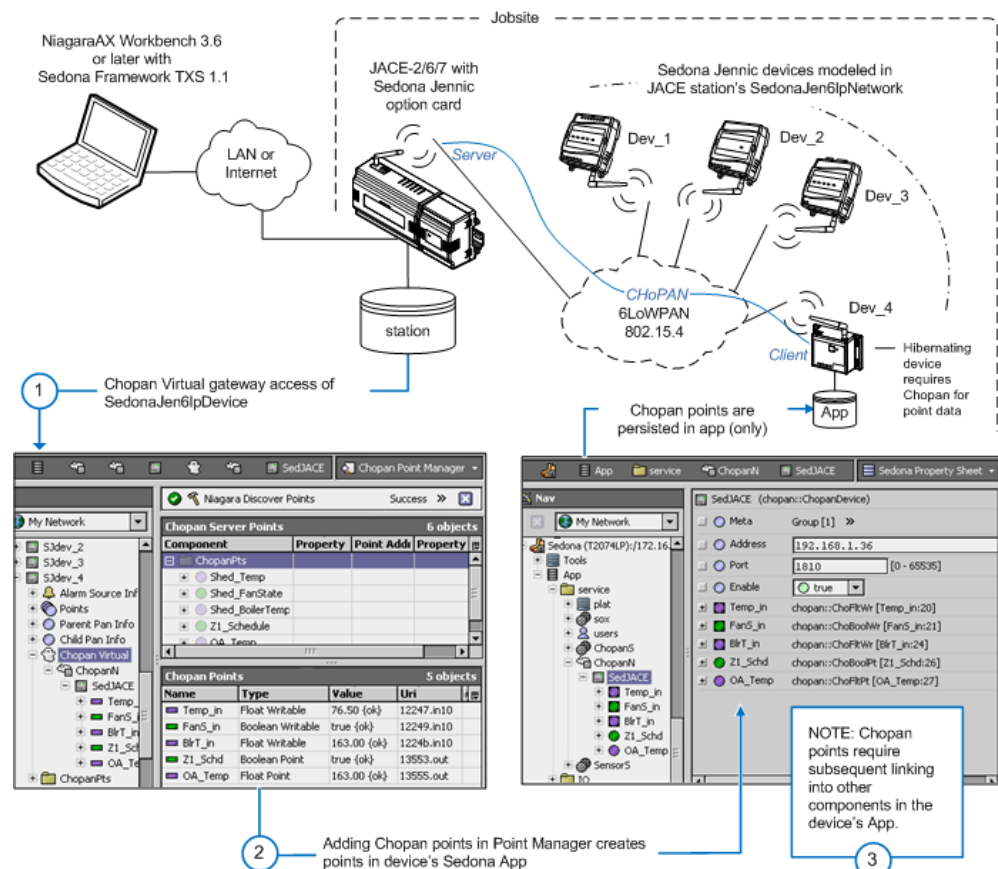 Jobsite
NiagaraAX Workbench 3.6
or later with
Sedona Framework TXS 1.1
JACE-2/6/7 with
Sedona Jennic
option card
Sedona Jennic devices modeled in
JACE station's SedonaJen6lpNetwork
LAN or
Internet
Server
Dev_1
Dev_2
Dev_3
CHoPAN
6LoWPAN
802.15.4
Dev_4
Client
station
Hibernating
device
requires
Chopan for
point data
App
1
Chopan Virtual gateway access of
SedonaJen6lpDevice
Chopan points are
persisted in app (only)
SedJACE
Chopan Point Manager
My Network
SJdev_2
SJdev_3
SJdev_4
Alarm Source Inf
Points
Parent Pan Info
Child Pan Info
Chopan Virtual
ChopanN
SedJACE
Temp_
FanS_i
BlrT_in
Z1_Sch
OA_Te
ChopanPts
Niagara Discover Points
Success »
Chopan Server Points
6 objects
Component Property Point Addr Property
ChopanPts
Shed_Temp
Shed_FanState
Shed_BoilerTemp
Z1_Schedule
OA_Temp
Chopan Points
5 objects
Name Type Value Uri
Temp_in Float Writable 76.50 {ok} 12247.in10
FanS_in Boolean Writable true {ok} 12249.in10
BlrT_in Float Writable 163.00 {ok} 1224b.in10
Z1_Schd Boolean Point true {ok} 13553.out
OA_Temp Float Point 163.00 {ok} 13555.out
App
service
ChopanN
SedJACE
Sedona Property Sheet
Nav
My Network
Sedona (T2074LP):/172.16.
Tools
App
service
plat
sox
users
ChopanS
ChopanN
SedJACE
Temp_in
FanS_in
BlrT_in
Z1_Schd
OA_Temp
SensorS
IO
SedJACE (chopan::ChopanDevice)
Meta Group [1] »
Address 192.168.1.36
Port 1810 [0 - 65535]
Enable true
Temp_in chopan::ChoFltWr [Temp_in:20]
FanS_in chopan::ChoBoolWr [FanS_in:21]
BlrT_in chopan::ChoFltWr [BlrT_in:24]
Z1_Schd chopan::ChoBoolPt [Z1_Schd:26]
OA_Temp chopan::ChoFltPt [OA_Temp:27]
NOTE: Chopan
points require
subsequent linking
into other
components in the
device's App.
3
2
Adding Chopan points in Point Manager creates
points in device's Sedona App